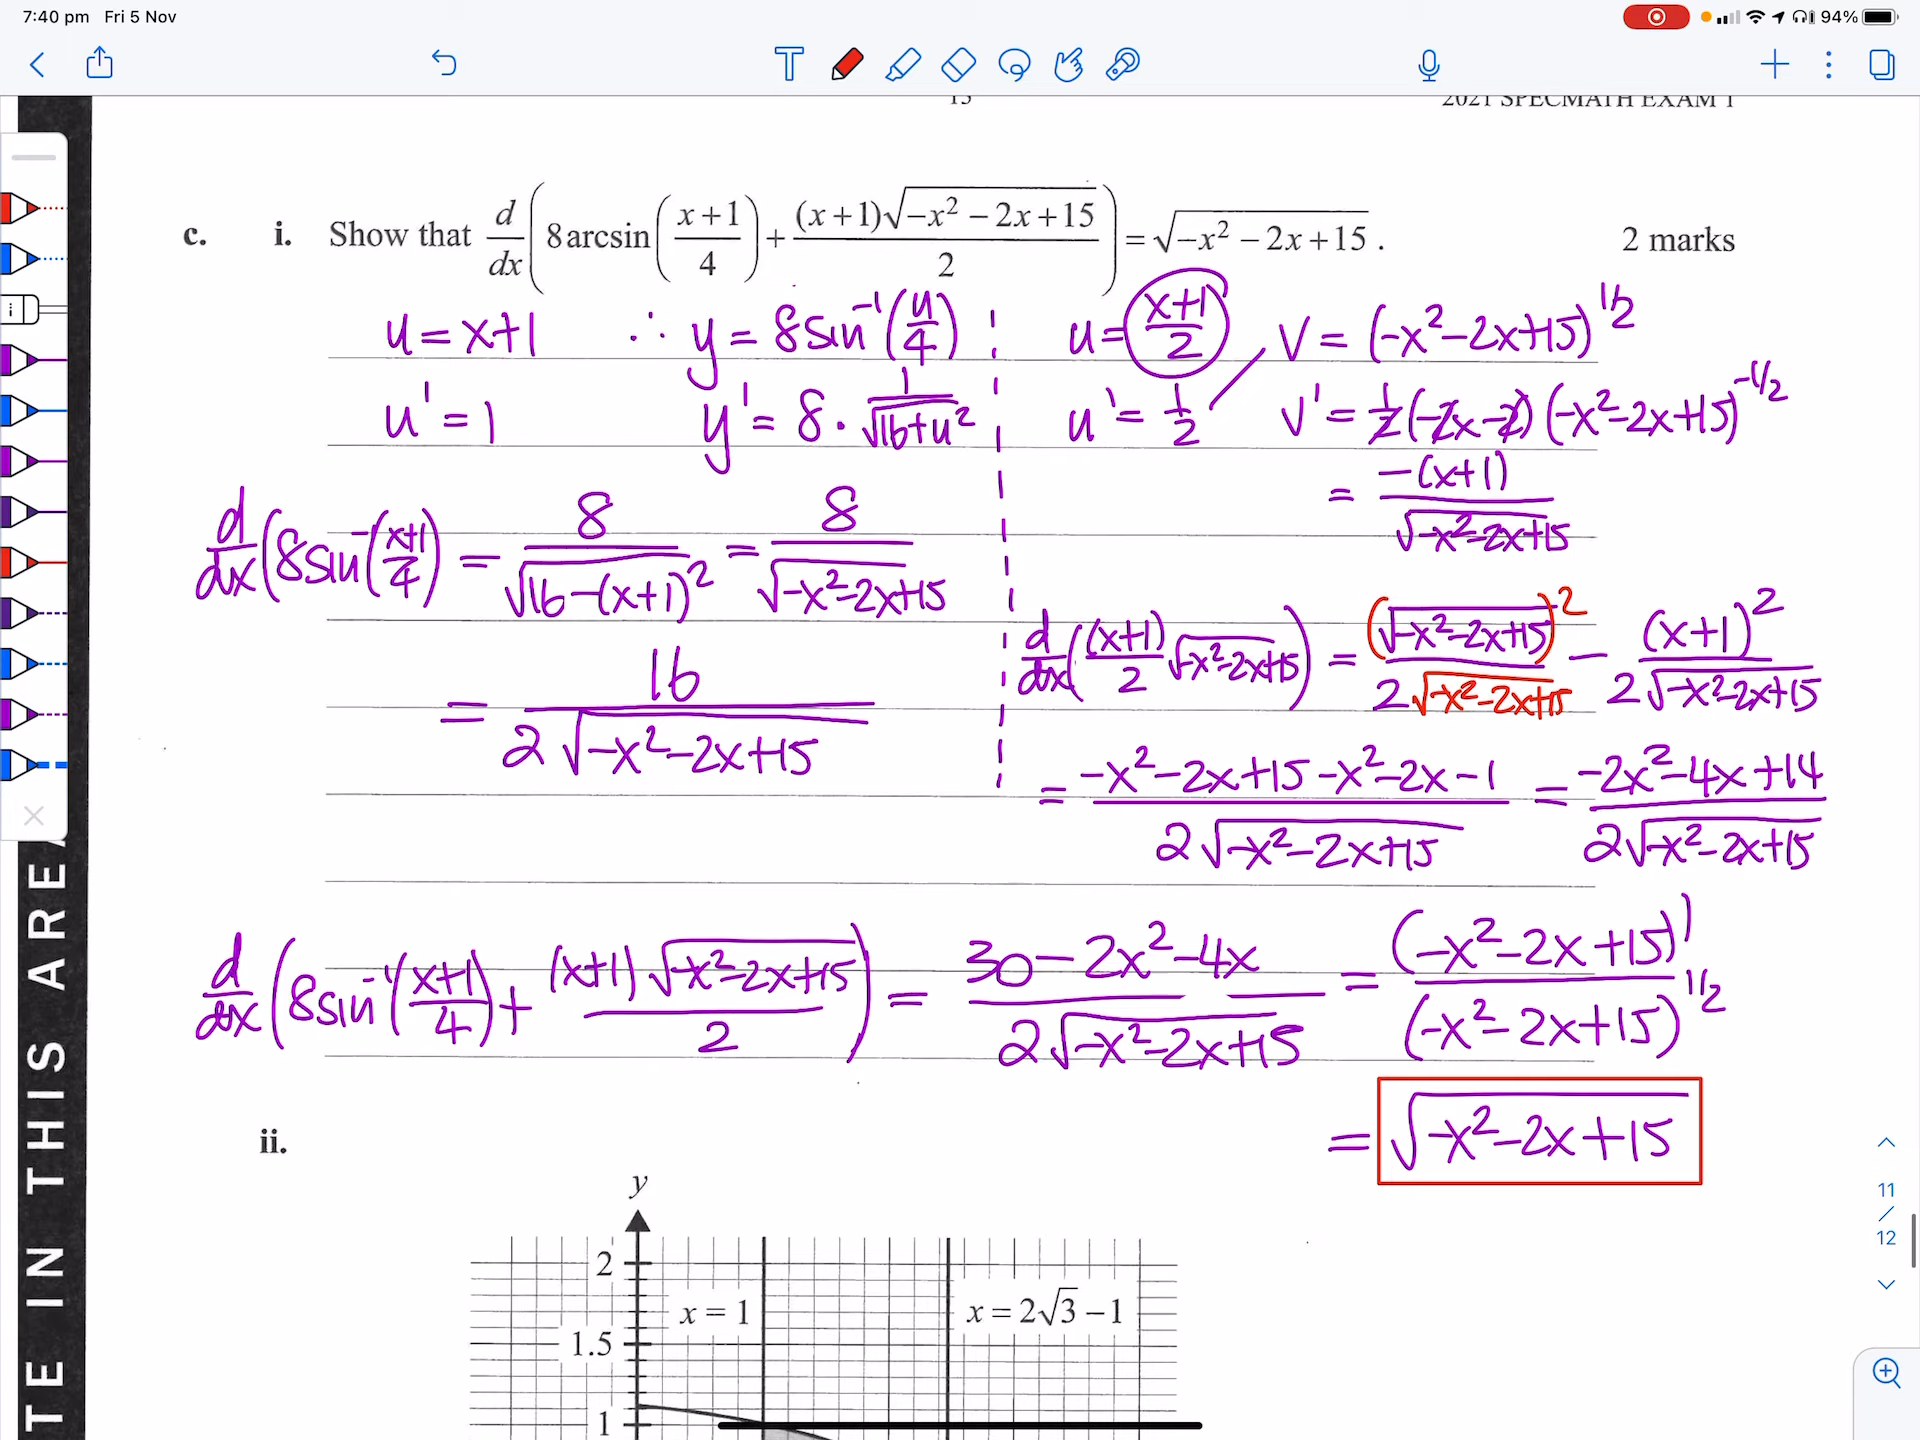 7:40 pm Fri 5 Nov
94%
15 2021 SPECMATH EXAM 1
c. i. Show that d/dx(8arcsin((x+1)/4) + ((x+1)√(−x² − 2x+15))/2) = √(−x² − 2x+15) . 2 marks
u = x+1 ∴ y = 8sin⁻¹(u/4)
u' = 1 y' = 8 · 1/√(16+u²)
d/dx(8sin⁻¹(x+1)/4) = 8/√(16−(x+1)²) = 8/√(−x²−2x+15)
= 16/(2√(−x²−2x+15))
u = (x+1)/2 V = (−x²−2x+15)^(1/2)
u' = 1/2 V' = 1/2(−2x−2)(−x²−2x+15)^(−1/2)
= −(x+1)/√(−x²−2x+15)
d/dx((x+1)/2 √(−x²−2x+15)) = (√(−x²−2x+15))²/(2√(−x²−2x+15)) − (x+1)²/(2√(−x²−2x+15))
= (−x²−2x+15−x²−2x−1)/(2√(−x²−2x+15)) = (−2x²−4x+14)/(2√(−x²−2x+15))
d/dx(8sin⁻¹((x+1)/4) + ((x+1)√(−x²−2x+15))/2) = (30−2x²−4x)/(2√(−x²−2x+15)) = (−x²−2x+15)¹/(−x²−2x+15)^(1/2)
= √(−x²−2x+15)
ii.
y
2
x = 1 x = 2√3 −1
1.5
1
11
/
12
TE IN THIS AREA